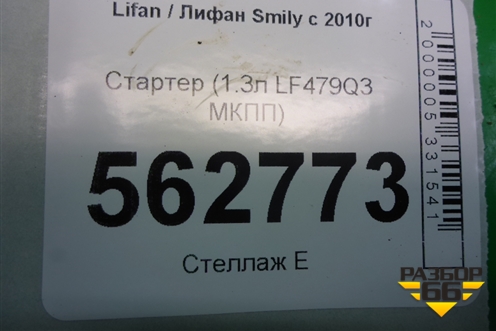 Lifan / Лифан Smily с 2010г
Стартер (1.3л LF479Q3
МКПП)
562773
Стеллаж Е
2000005331541
РАЗБОР
66